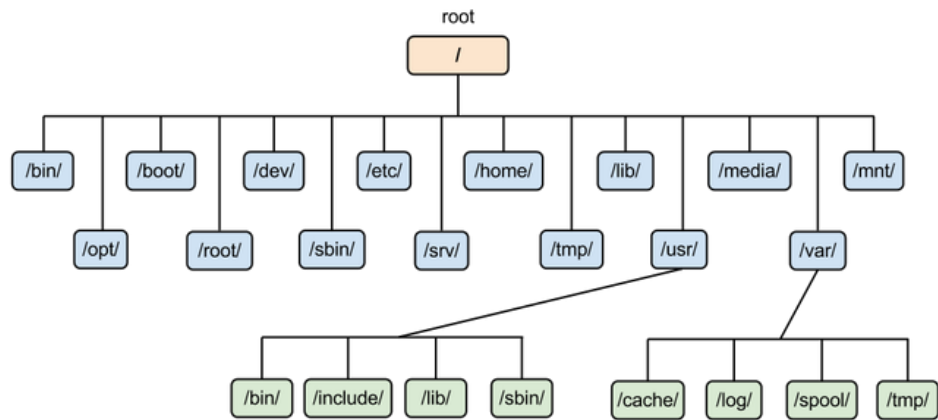 root
/
/bin/ /boot/ /dev/ /etc/ /home/ /lib/ /media/ /mnt/
/opt/ /root/ /sbin/ /srv/ /tmp/ /usr/ /var/
/bin/ /include/ /lib/ /sbin/ /cache/ /log/ /spool/ /tmp/